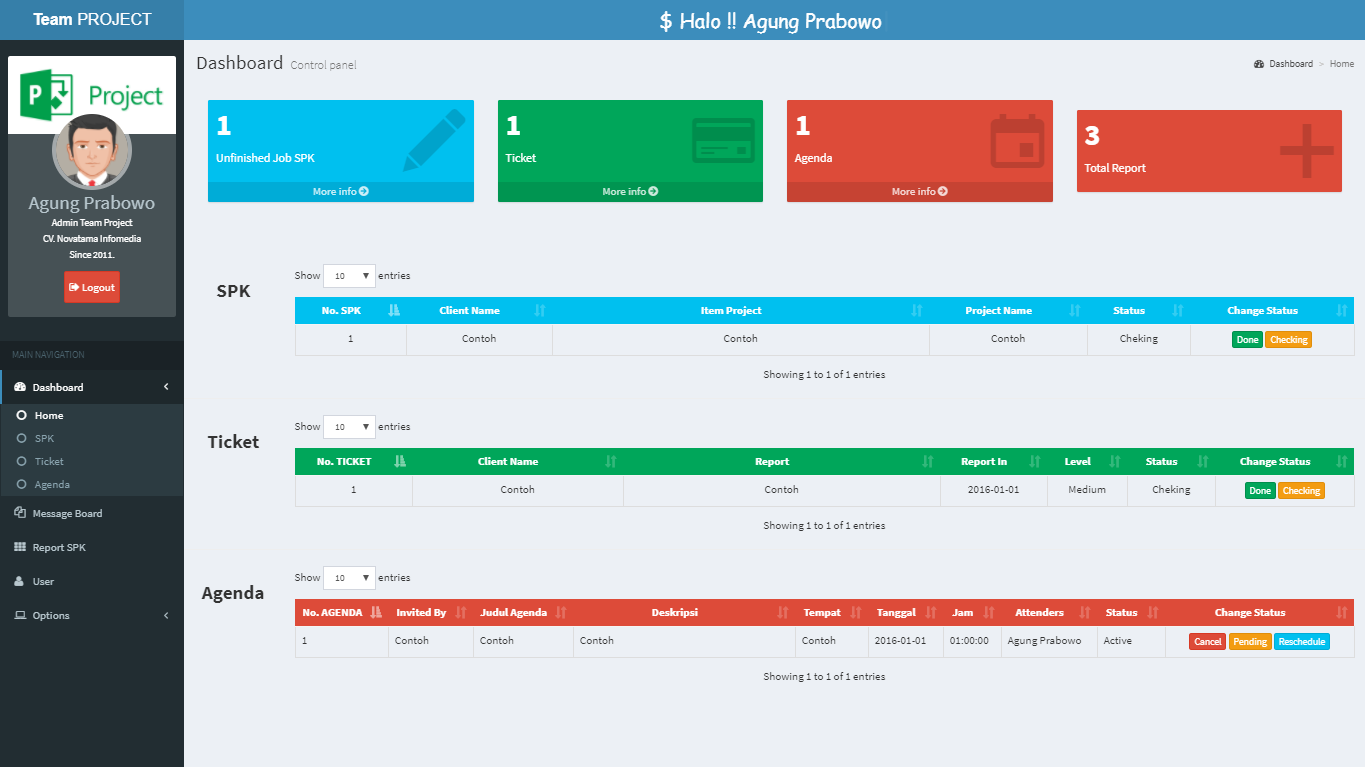 Team PROJECT
$ Halo !! Agung Prabowo
Project
Agung Prabowo
Admin Team Project
CV. Novatama Infomedia
Since 2011.
Logout
MAIN NAVIGATION
Dashboard
Home
SPK
Ticket
Agenda
Message Board
Report SPK
User
Options
Dashboard Control panel
Dashboard > Home
1
Unfinished Job SPK
More info
1
Ticket
More info
1
Agenda
More info
3
Total Report
SPK
Show 10 entries
No. SPK Client Name Item Project Project Name Status Change Status
1 Contoh Contoh Contoh Cheking Done Checking
Showing 1 to 1 of 1 entries
Ticket
Show 10 entries
No. TICKET Client Name Report Report In Level Status Change Status
1 Contoh Contoh 2016-01-01 Medium Cheking Done Checking
Showing 1 to 1 of 1 entries
Agenda
Show 10 entries
No. AGENDA Invited By Judul Agenda Deskripsi Tempat Tanggal Jam Attenders Status Change Status
1 Contoh Contoh Contoh Contoh 2016-01-01 01:00:00 Agung Prabowo Active Cancel Pending Reschedule
Showing 1 to 1 of 1 entries